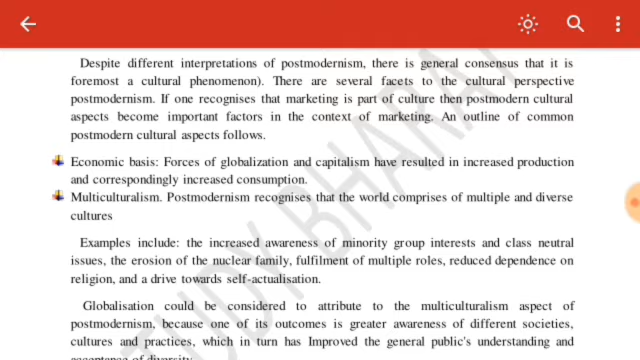 Despite different interpretations of postmodernism, there is general consensus that it is
foremost a cultural phenomenon). There are several facets to the cultural perspective
postmodernism. If one recognises that marketing is part of culture then postmodern cultural
aspects become important factors in the context of marketing. An outline of common
postmodern cultural aspects follows.
Economic basis: Forces of globalization and capitalism have resulted in increased production
and correspondingly increased consumption.
Multiculturalism. Postmodernism recognises that the world comprises of multiple and diverse
cultures
Examples include: the increased awareness of minority group interests and class neutral
issues, the erosion of the nuclear family, fulfilment of multiple roles, reduced dependence on
religion, and a drive towards self-actualisation.
Globalisation could be considered to attribute to the multiculturalism aspect of
postmodernism, because one of its outcomes is greater awareness of different societies,
cultures and practices, which in turn has Improved the general public's understanding and
acceptance of diversity.
STUDY BHARAT